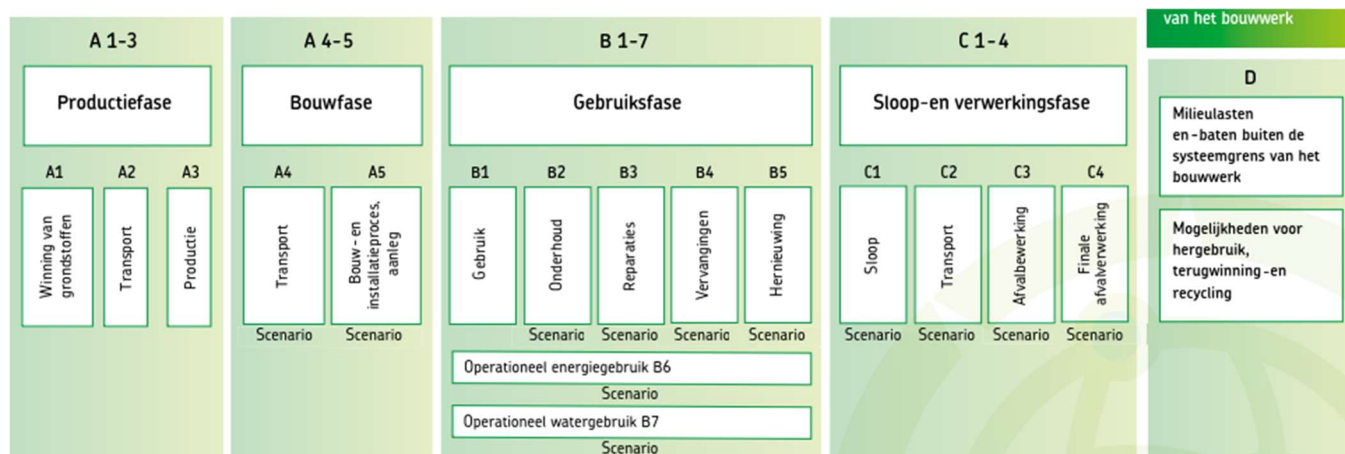 A 1-3
Productiefase
A1
A2
A3
Winning van
grondstoffen
Transport
Productie
A 4-5
Bouwfase
A4
A5
Transport
Bouw- en
installatieproces,
aanleg
Scenario
Scenario
B 1-7
Gebruiksfase
B1
B2
B3
B4
B5
Gebruik
Onderhoud
Reparaties
Vervangingen
Hernieuwing
Scenario
Scenario
Scenario
Scenario
Operationeel energiegebruik B6
Scenario
Operationeel watergebruik B7
Scenario
C 1-4
Sloop-en verwerkingsfase
C1
C2
C3
C4
Sloop
Transport
Afvalbewerking
Finale
afvalverwerking
Scenario
Scenario
Scenario
Scenario
van het bouwwerk
D
Milieulasten
en-baten buiten de
systeemgrens van het
bouwwerk
Mogelijkheden voor
hergebruik,
terugwinning-en
recycling